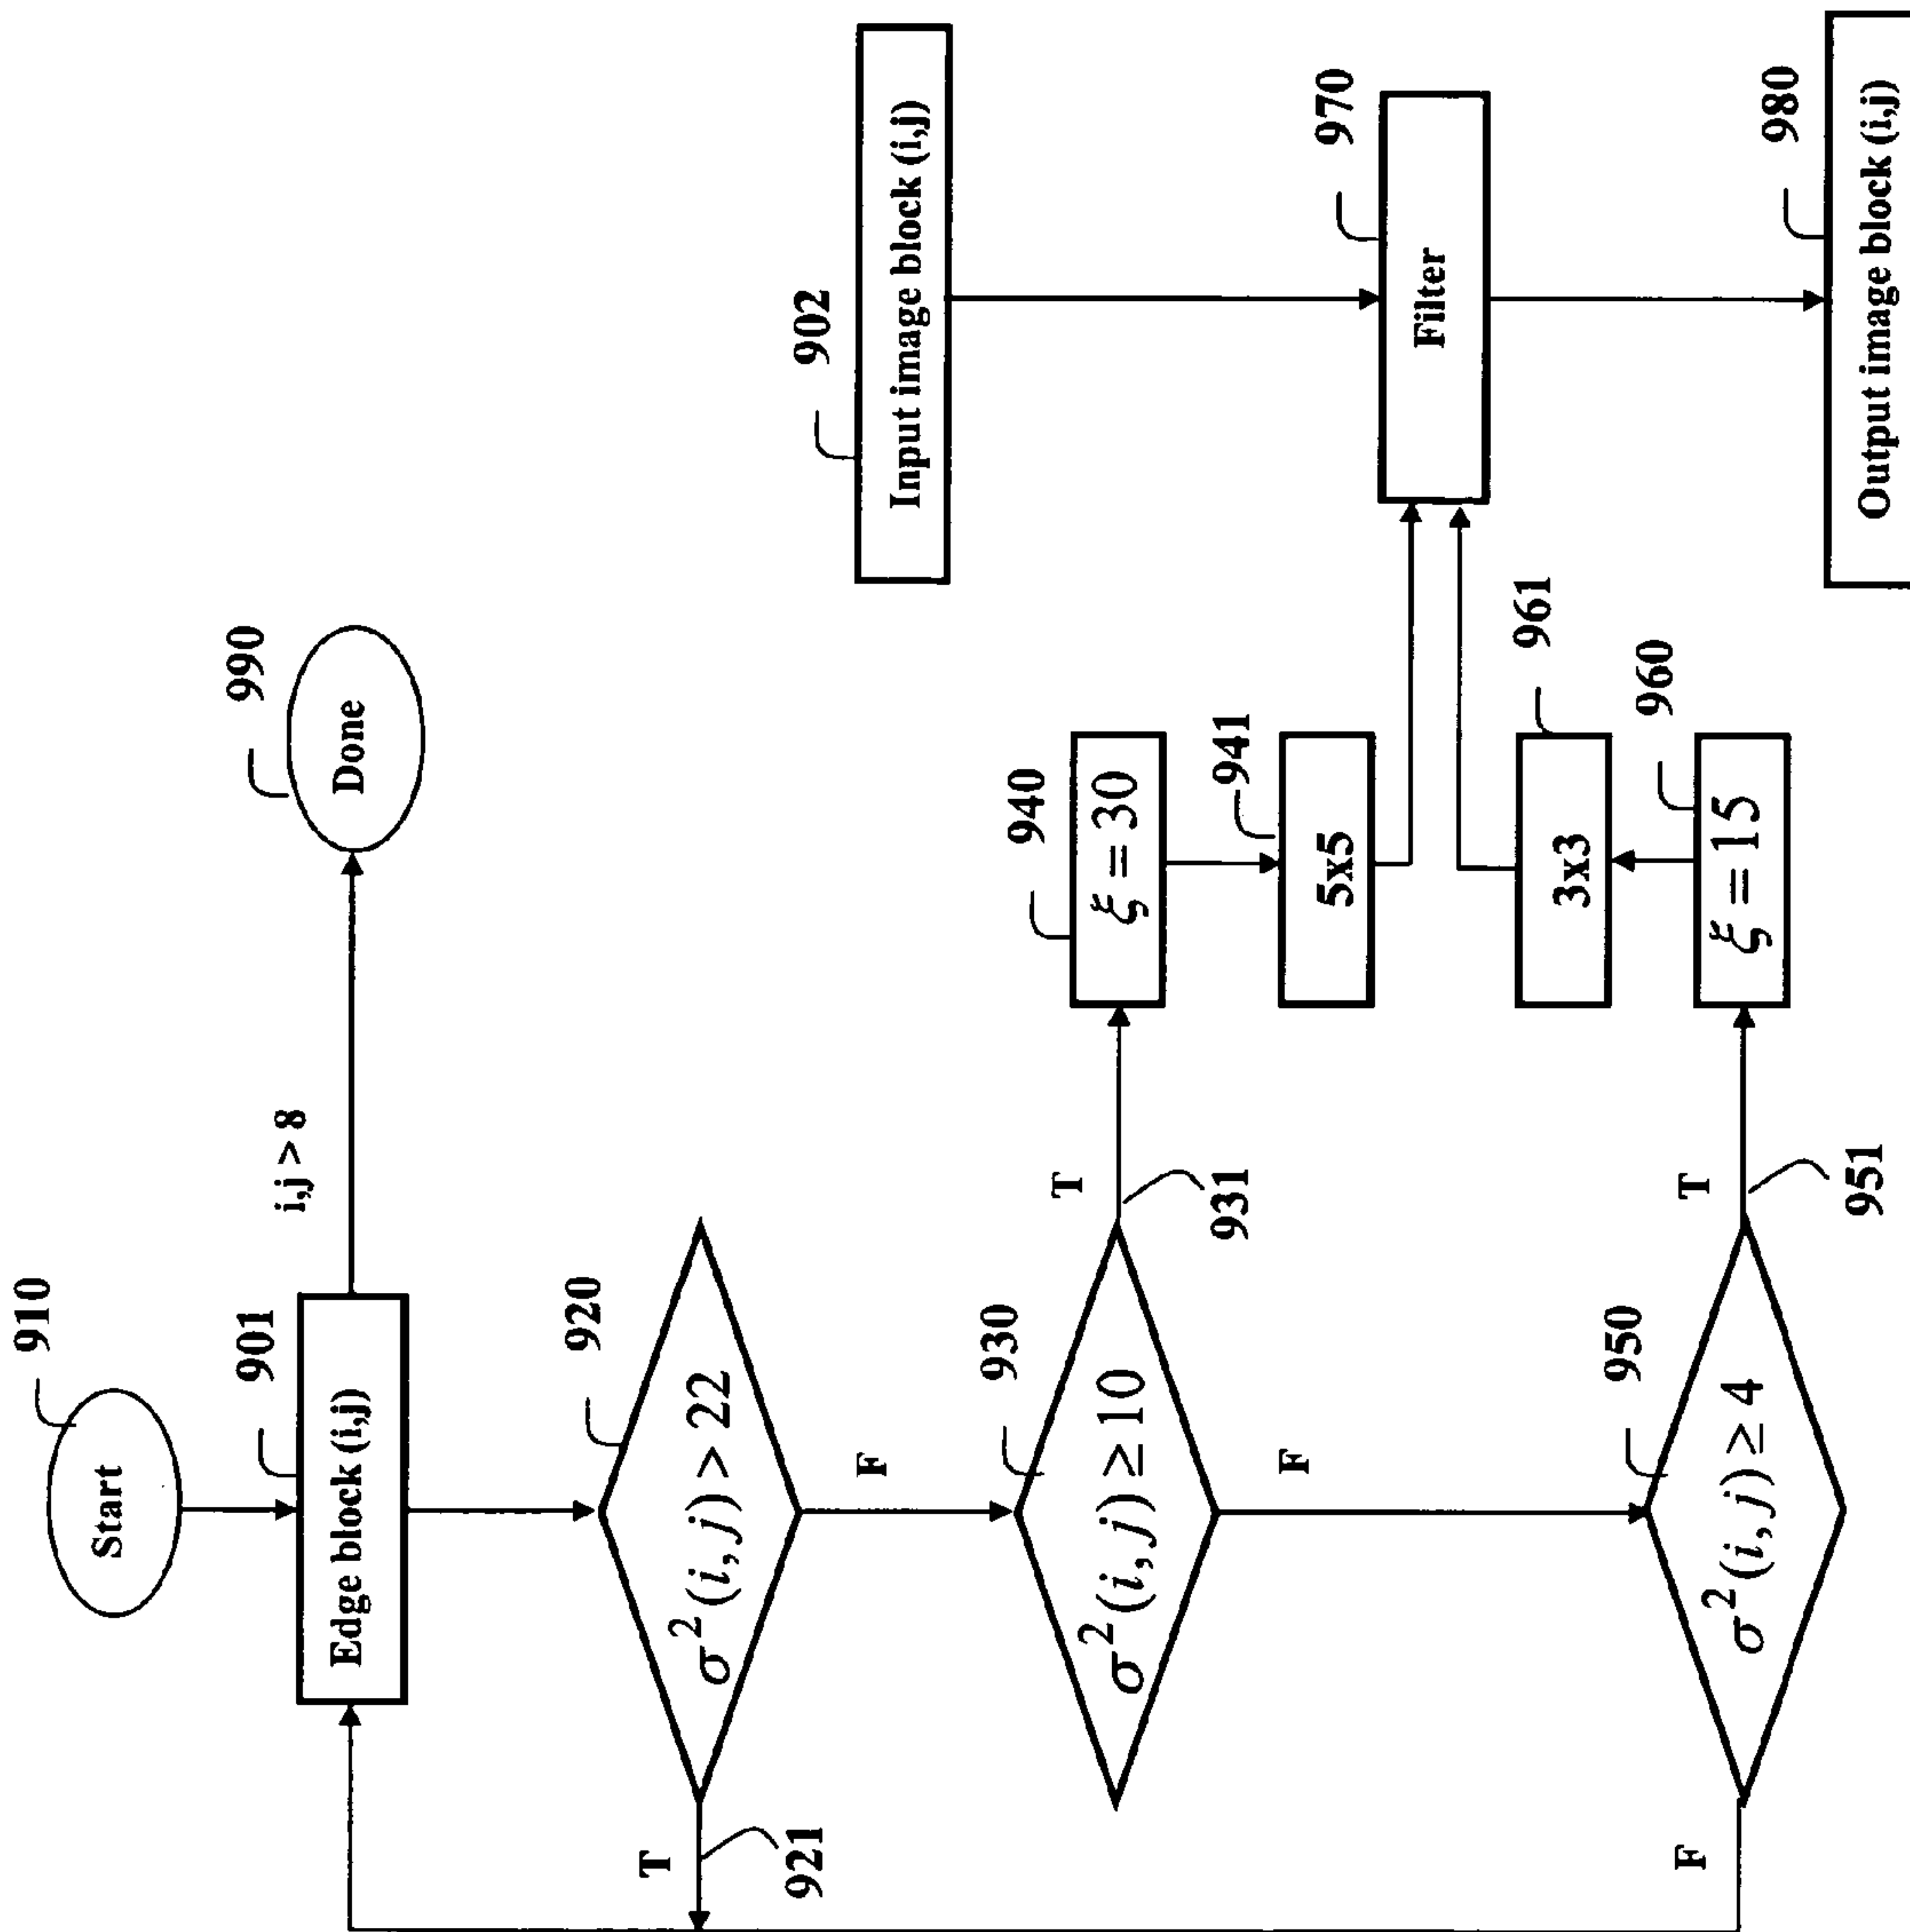 910
Start
901
Edge block (i,j)
i,j > 8
990
Done
920
σ²(i,j) > 22
T
921
F
930
σ²(i,j) ≥ 10
T
931
F
940
ξ = 30
941
5x5
950
σ²(i,j) ≥ 4
T
951
F
960
ξ = 15
961
3x3
902
Input image block (i,j)
970
Filter
980
Output image block (i,j)